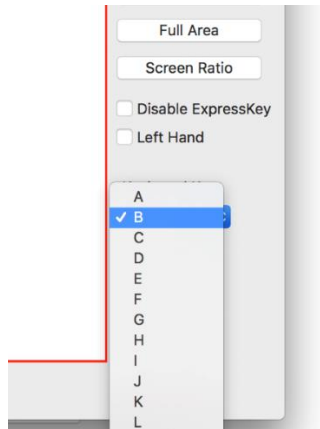 Full Area
Screen Ratio
Disable ExpressKey
Left Hand
A
✓ B
C
D
E
F
G
H
I
J
K
L